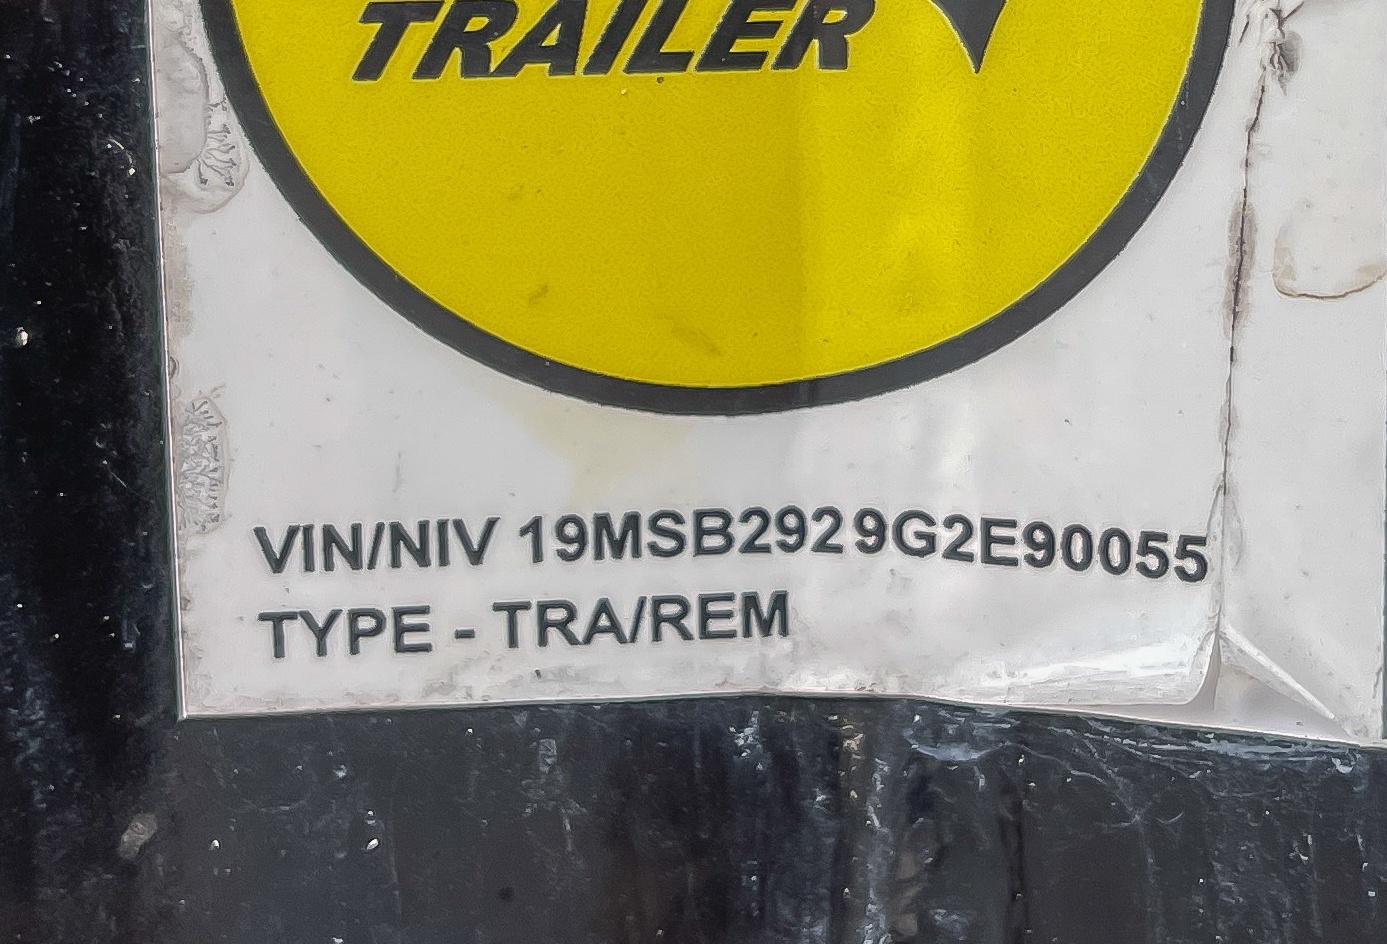 TRAILER
VIN/NIV 19MSB2929G2E90055
TYPE - TRA/REM